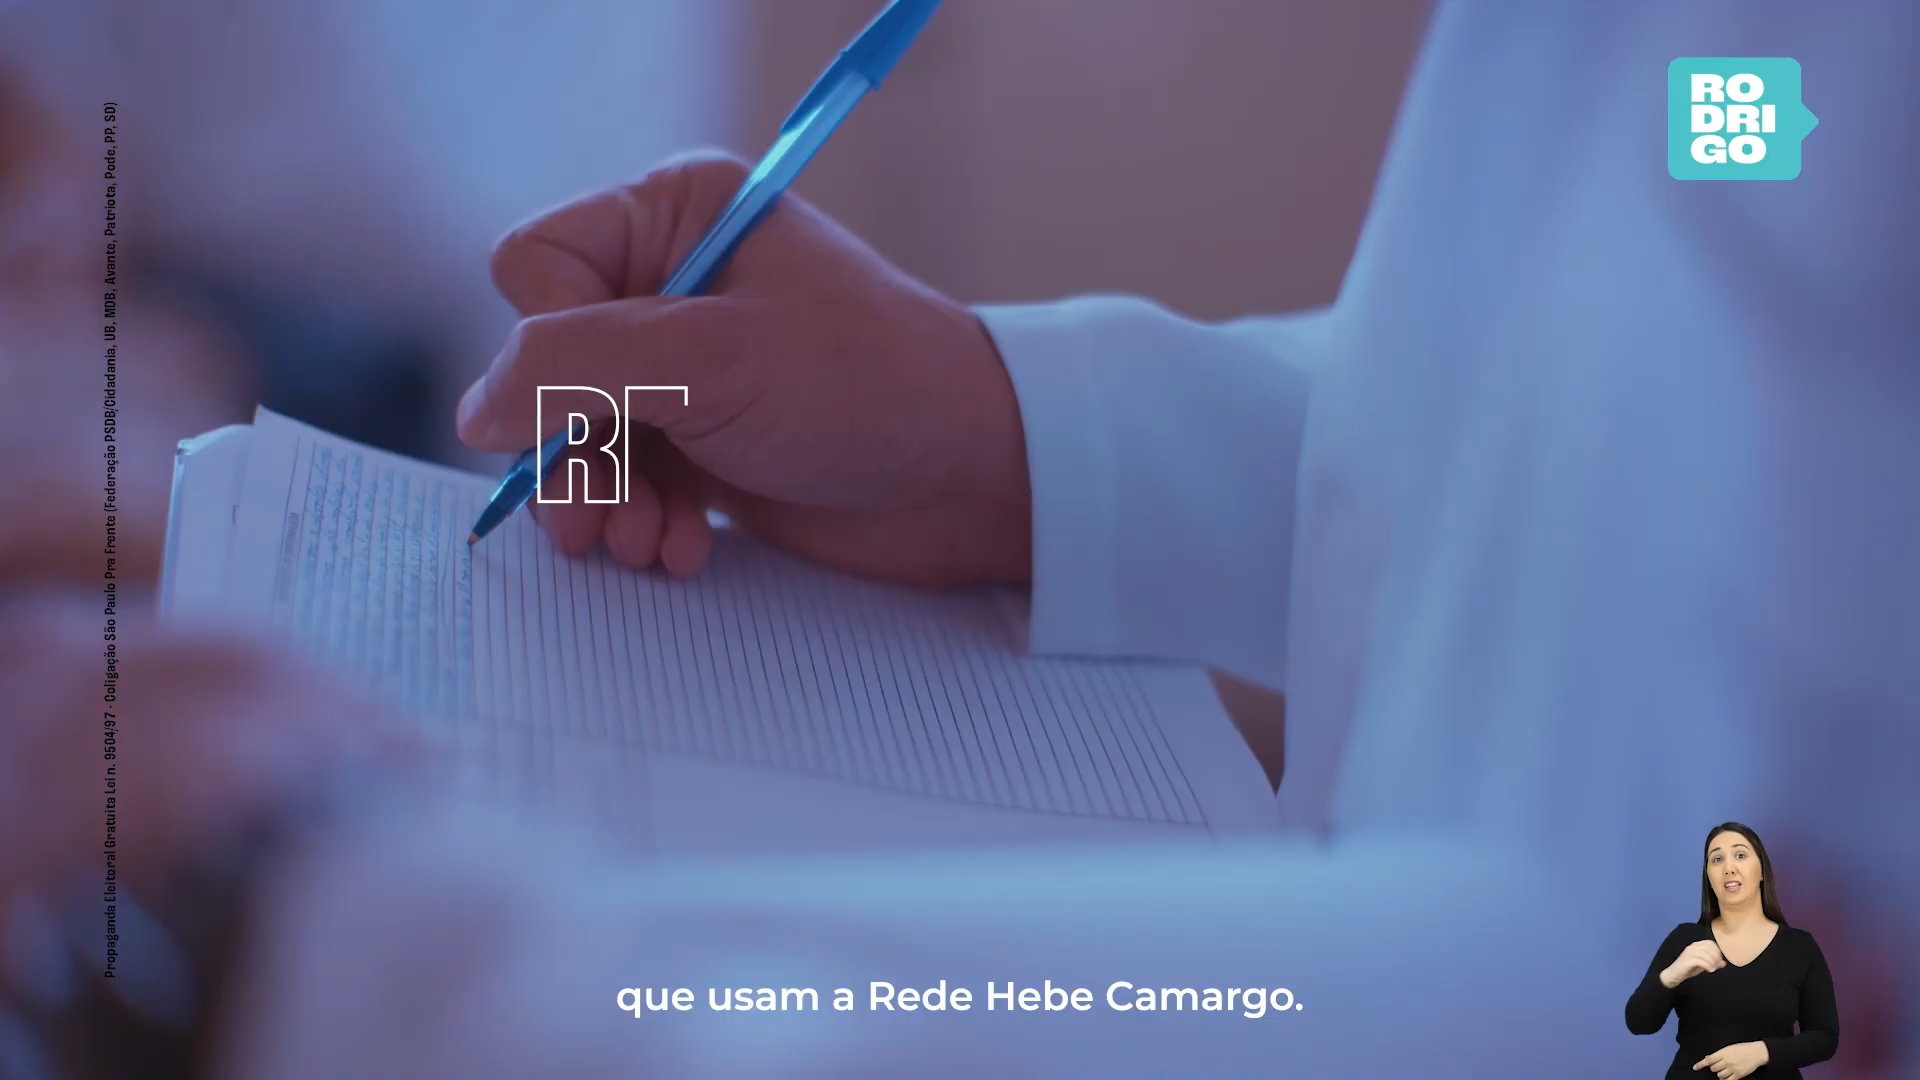 RO
DRI
GO
Propaganda Eleitoral Gratuita Lei n. 9504/97 - Coligação São Paulo Pra Frente (Federação PSDB/Cidadania, UB, MDB, Avante, Patriota, Pode, PP, SD)
R
que usam a Rede Hebe Camargo.